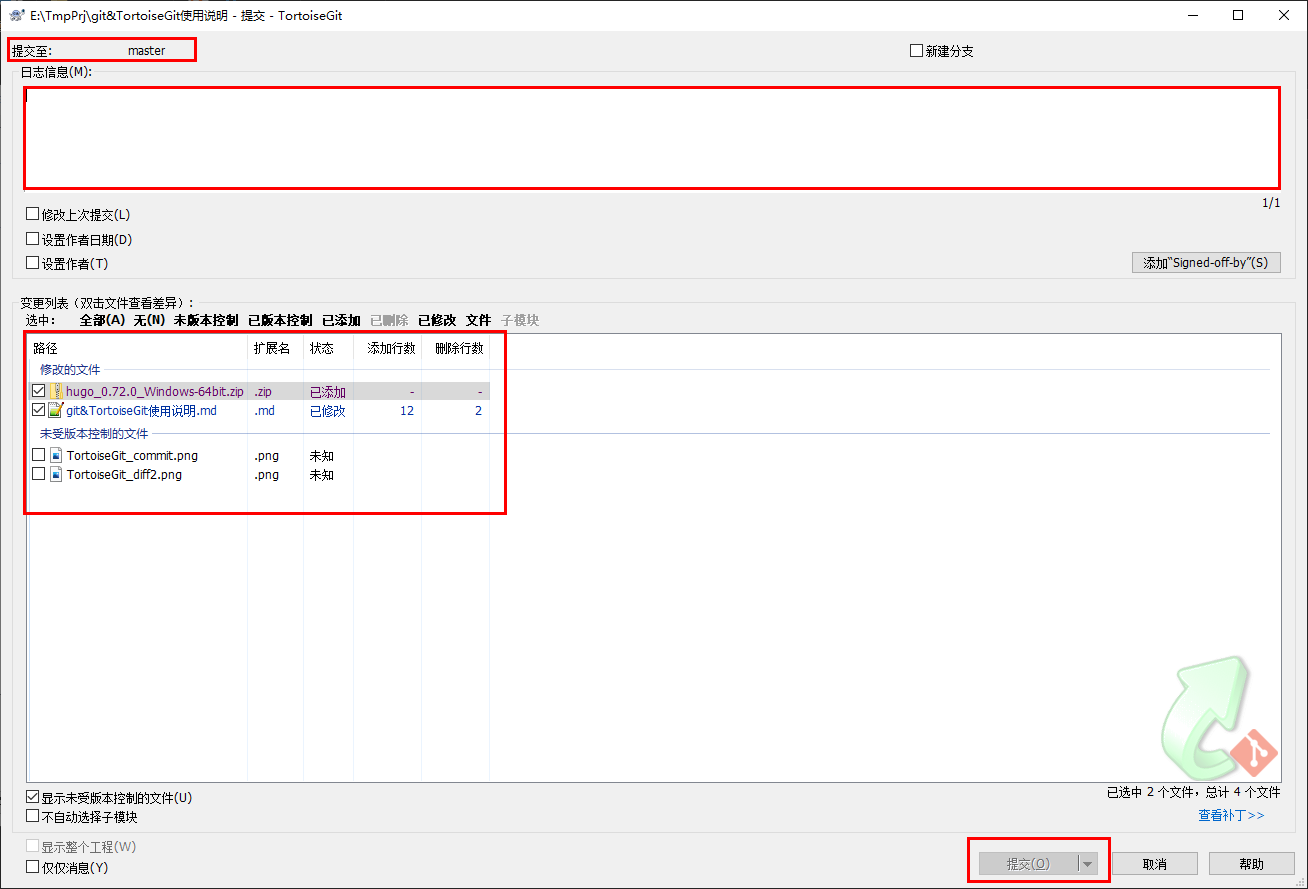 E:\TmpPrj\git&TortoiseGit使用说明 - 提交 - TortoiseGit
提交至: master 新建分支
日志信息(M):
1/1
修改上次提交(L)
设置作者日期(D)
设置作者(T) 添加"Signed-off-by"(S)
变更列表（双击文件查看差异）:
选中: 全部(A) 无(N) 未版本控制 已版本控制 已添加 已删除 已修改 文件 子模块
路径 扩展名 状态 添加行数 删除行数
修改的文件
hugo_0.72.0_Windows-64bit.zip .zip 已添加 - -
git&TortoiseGit使用说明.md .md 已修改 12 2
未受版本控制的文件
TortoiseGit_commit.png .png 未知
TortoiseGit_diff2.png .png 未知
显示未受版本控制的文件(U) 已选中 2 个文件，总计 4 个文件
不自动选择子模块 查看补丁>>
显示整个工程(W)
仅仅消息(Y) 提交(O) 取消 帮助